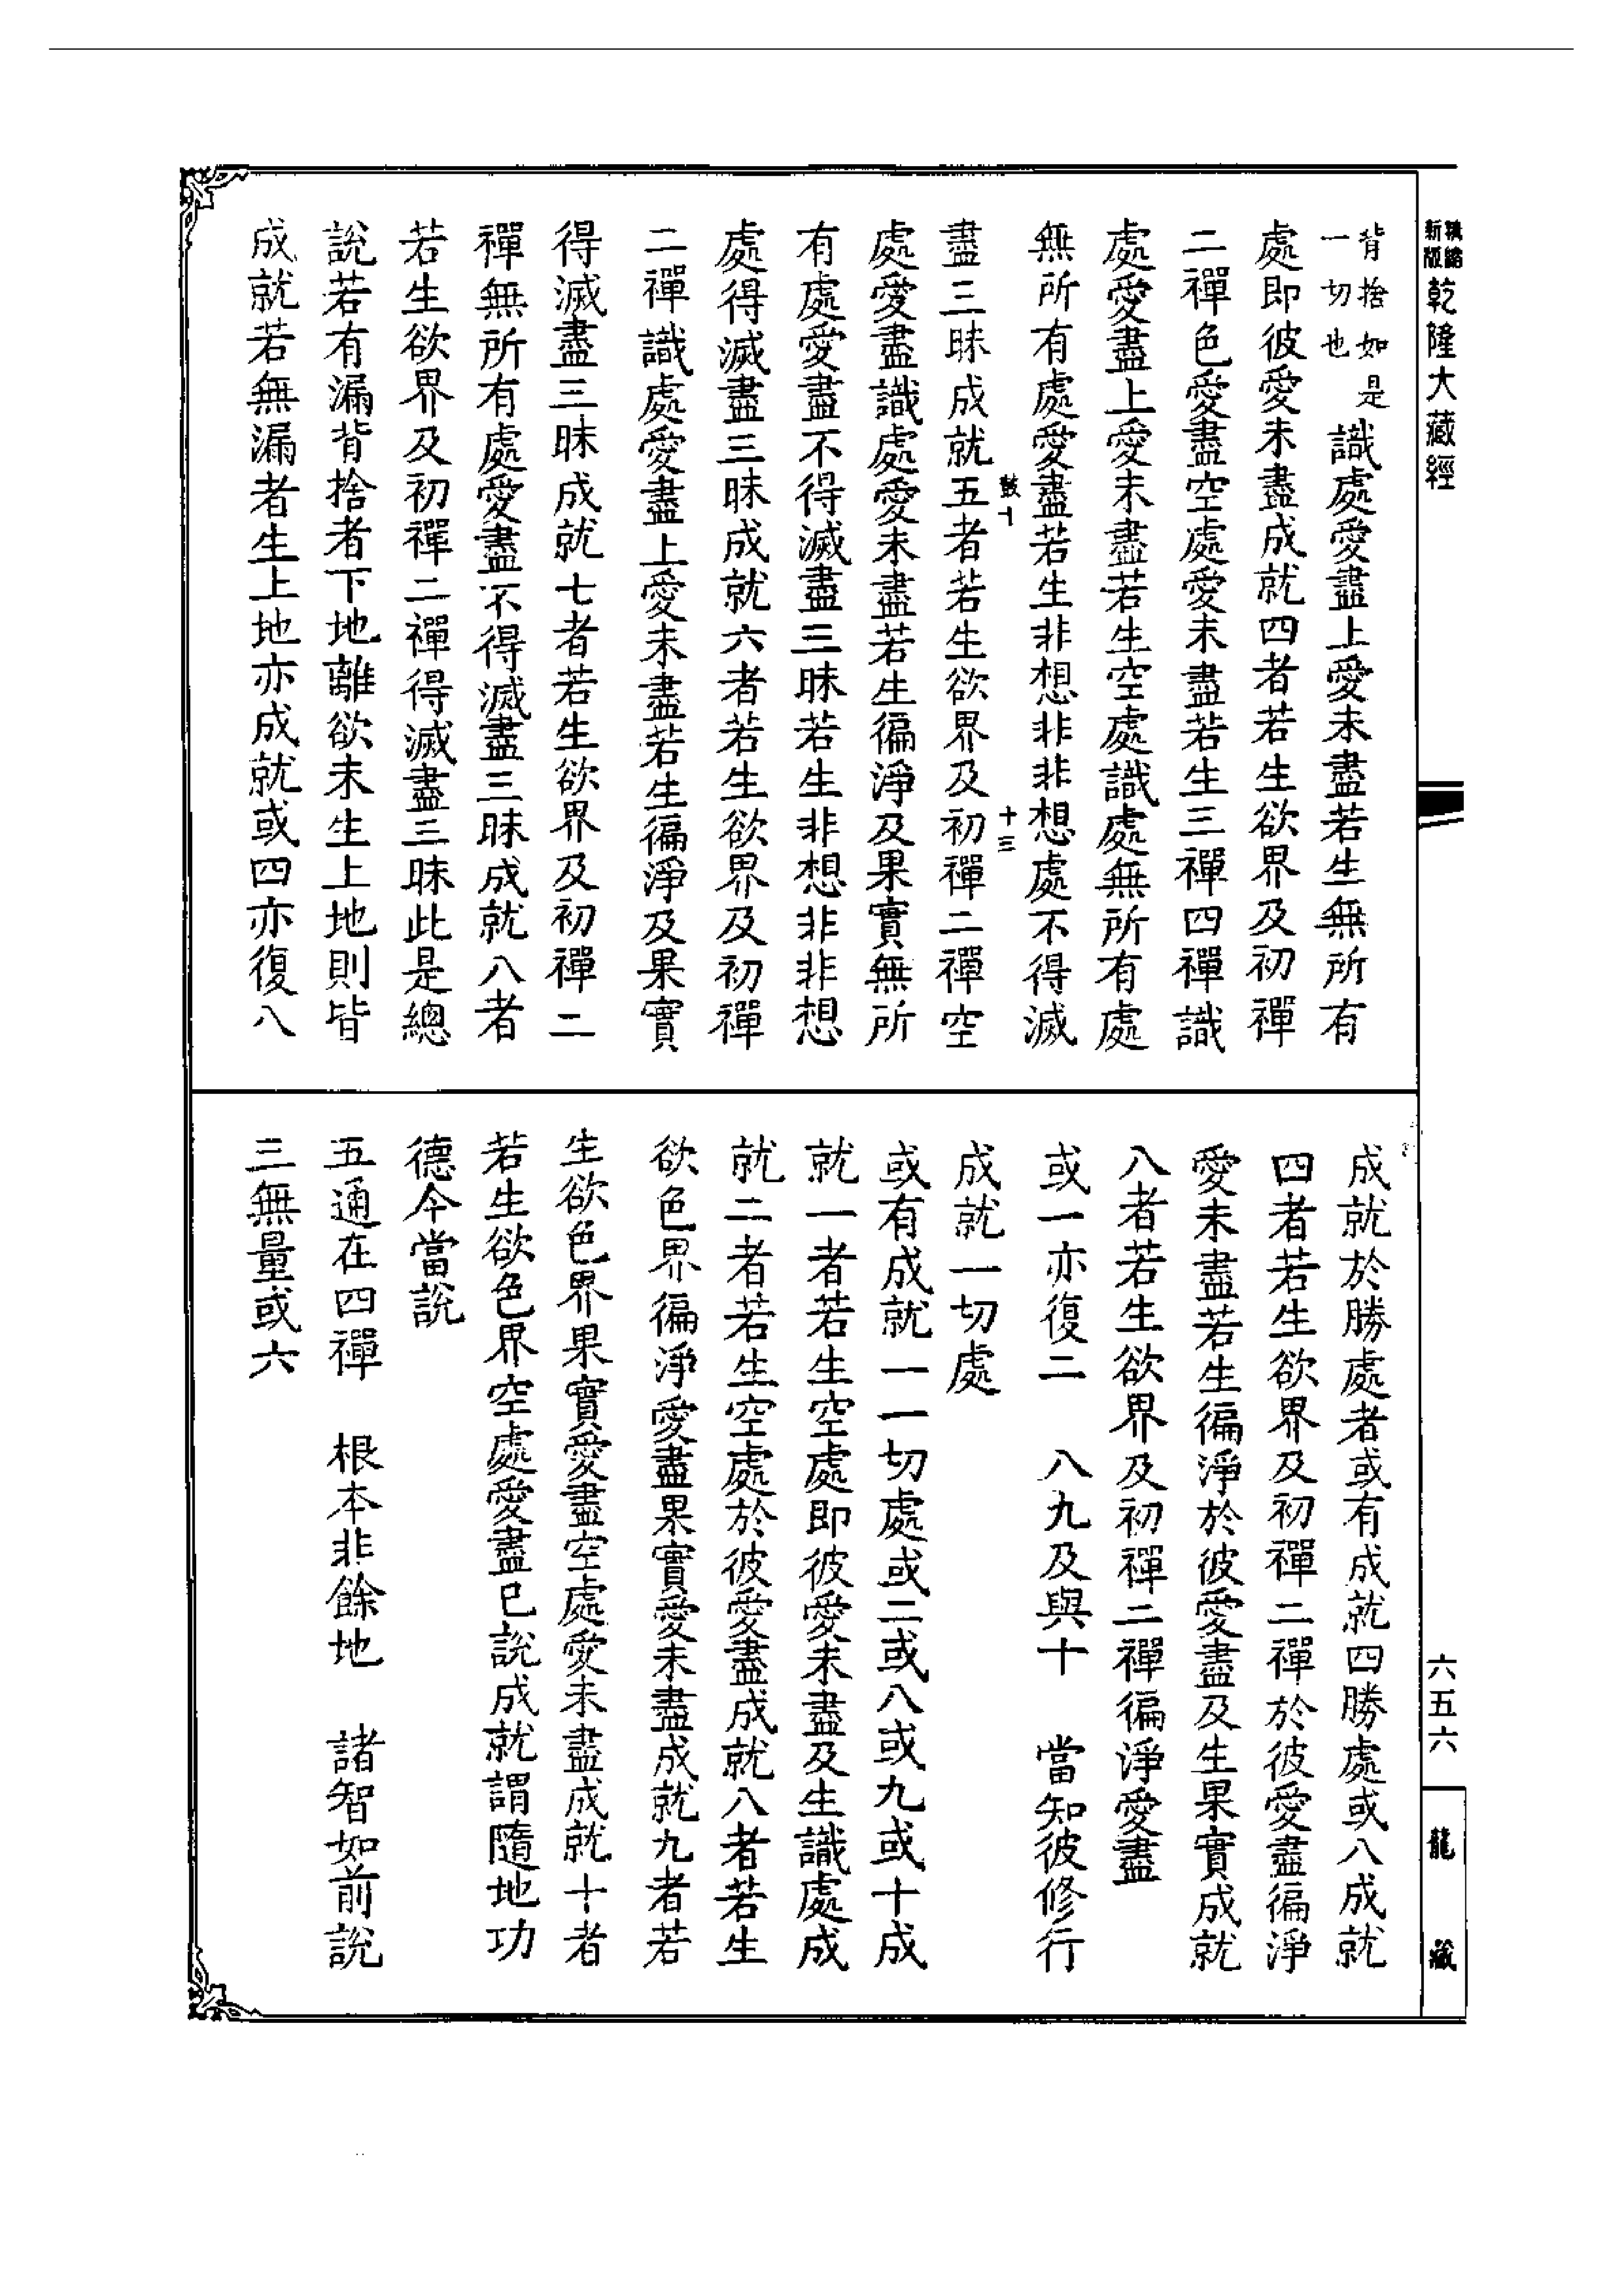 精縮新版乾隆大藏經
六五六
龍藏
背捨如是一切也識處愛盡上愛未盡若生無所有
處即彼愛未盡成就四者若生欲界及初禪
二禪色愛盡空處愛未盡若生三禪四禪識
處愛盡上愛未盡若生空處識處無所有處
無所有處愛盡若生非想非非想處不得滅
鼓十 十三
盡三昧成就五者若生欲界及初禪二禪空
處愛盡識處愛未盡若生徧淨及果實無所
有處愛盡不得滅盡三昧若生非想非非想
處得滅盡三昧成就六者若生欲界及初禪
二禪識處愛盡上愛未盡若生徧淨及果實
得滅盡三昧成就七者若生欲界及初禪二
禪無所有處愛盡不得滅盡三昧成就八者
若生欲界及初禪二禪得滅盡三昧此是總
說若有漏背捨者下地離欲未生上地則皆
成就若無漏者生上地亦成就或四亦復八
成就於勝處者或有成就四勝處或八成就
四者若生欲界及初禪二禪於彼愛盡徧淨
愛未盡若生徧淨於彼愛盡及生果實成就
八者若生欲界及初禪二禪徧淨愛盡
或一亦復二 八九及與十 當知彼修行
成就一切處
或有成就一一切處或二或八或九或十成
就一者若生空處即彼愛未盡及生識處成
就二者若生空處於彼愛盡成就八者若生
欲色界徧淨愛盡果實愛未盡成就九者若
生欲色界果實愛盡空處愛未盡成就十者
若生欲色界空處愛盡已說成就謂隨地功
德今當說
五通在四禪 根本非餘地 諸智如前說
三無量或六